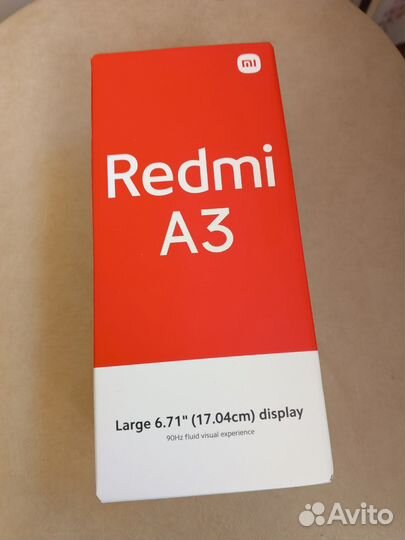 mi
Redmi
A3
Large 6.71" (17.04cm) display
90Hz fluid visual experience
Avito